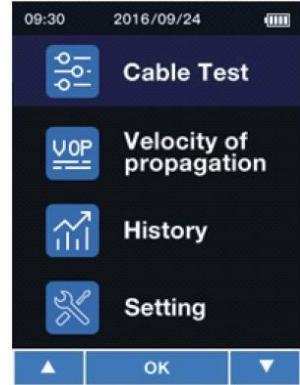 09:30 2016/09/24
Cable Test
VOP
Velocity of
propagation
History
Setting
▲ OK ▼